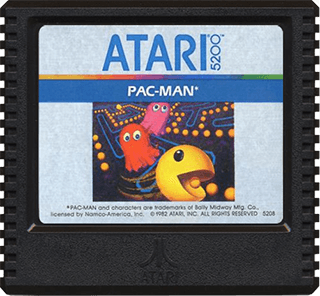 ATARI 5200
PAC-MAN®
*PAC-MAN and characters are trademarks of Bally Midway Mfg. Co.,
licensed by Namco-America, Inc. © 1982 ATARI, INC. ALL RIGHTS RESERVED 5208
ATARI